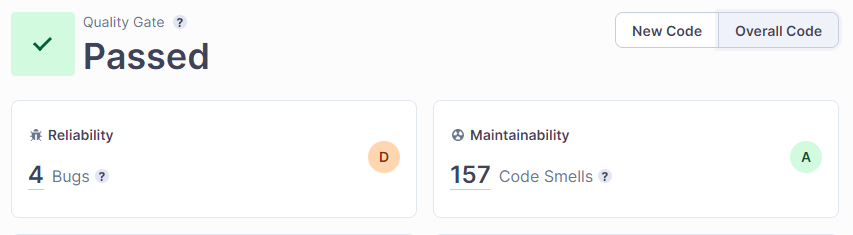 Quality Gate ?
Passed
New Code Overall Code
Reliability
4 Bugs ?
D
Maintainability
157 Code Smells ?
A